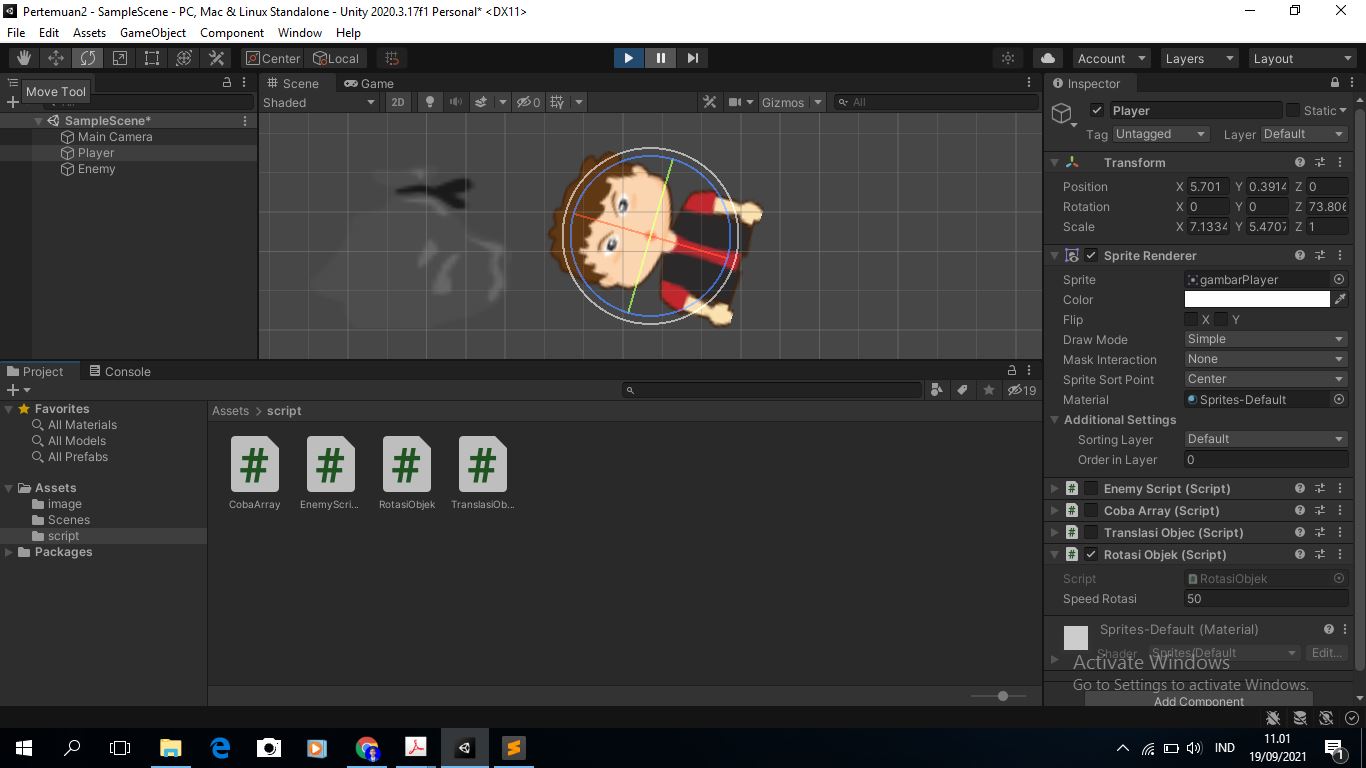 Pertemuan2 - SampleScene - PC, Mac & Linux Standalone - Unity 2020.3.17f1 Personal* <DX11>
File Edit Assets GameObject Component Window Help
Center Local Account Layers Layout
Move Tool
All
SampleScene*
Main Camera
Player
Enemy
Scene Game
Shaded 2D 0 Gizmos All
Inspector
Player Static
Tag Untagged Layer Default
Transform
Position X 5.701 Y 0.3914 Z 0
Rotation X 0 Y 0 Z 73.806
Scale X 7.1334 Y 5.4707 Z 1
Sprite Renderer
Sprite gambarPlayer
Color
Flip X Y
Draw Mode Simple
Mask Interaction None
Sprite Sort Point Center
Material Sprites-Default
Additional Settings
Sorting Layer Default
Order in Layer 0
Enemy Script (Script)
Coba Array (Script)
Translasi Objec (Script)
Rotasi Objek (Script)
Script RotasiObjek
Speed Rotasi 50
Sprites-Default (Material)
Shader Sprites/Default Edit...
Add Component
Activate Windows
Go to Settings to activate Windows.
Project Console
19
Favorites
All Materials
All Models
All Prefabs
Assets
image
Scenes
script
Packages
Assets > script
# # # #
CobaArray EnemyScri... RotasiObjek TranslasiOb...
IND
11.01
19/09/2021
1